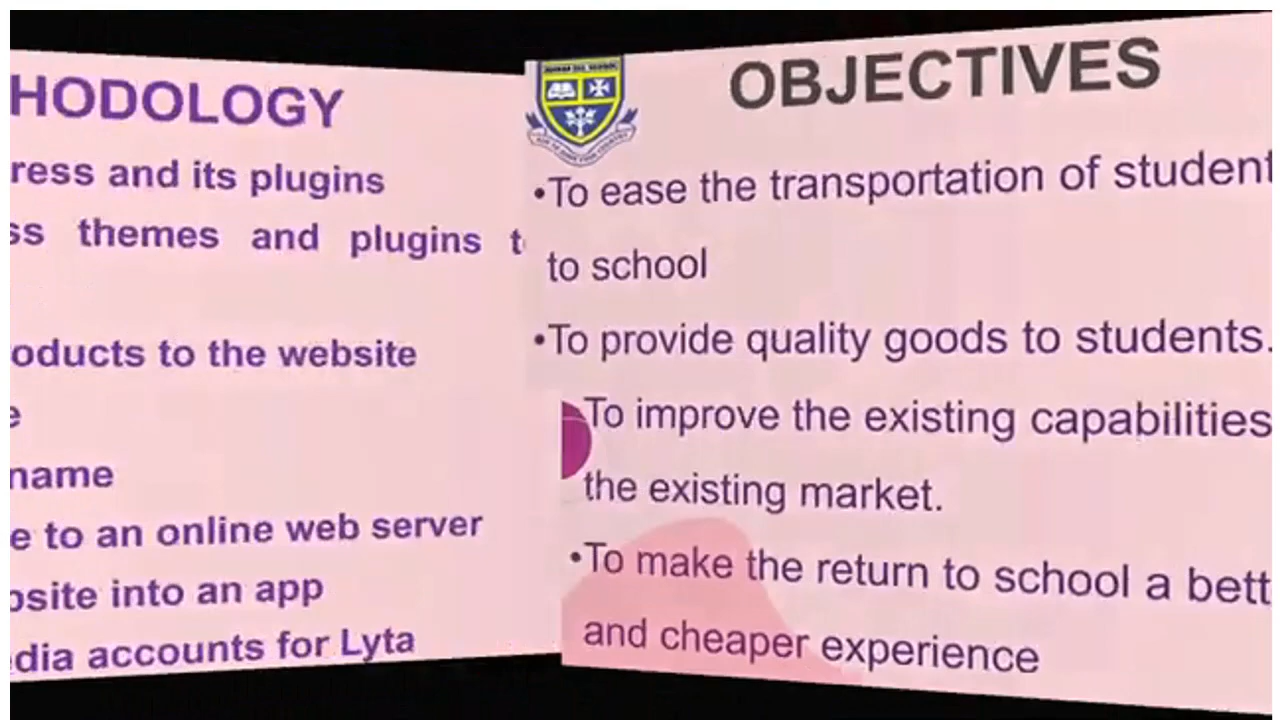 HODOLOGY
ress and its plugins
ss themes and plugins t
oducts to the website
e
name
e to an online web server
osite into an app
dia accounts for Lyta
OBJECTIVES
•To ease the transportation of student
to school
•To provide quality goods to students.
To improve the existing capabilities
the existing market.
•To make the return to school a bett
and cheaper experience